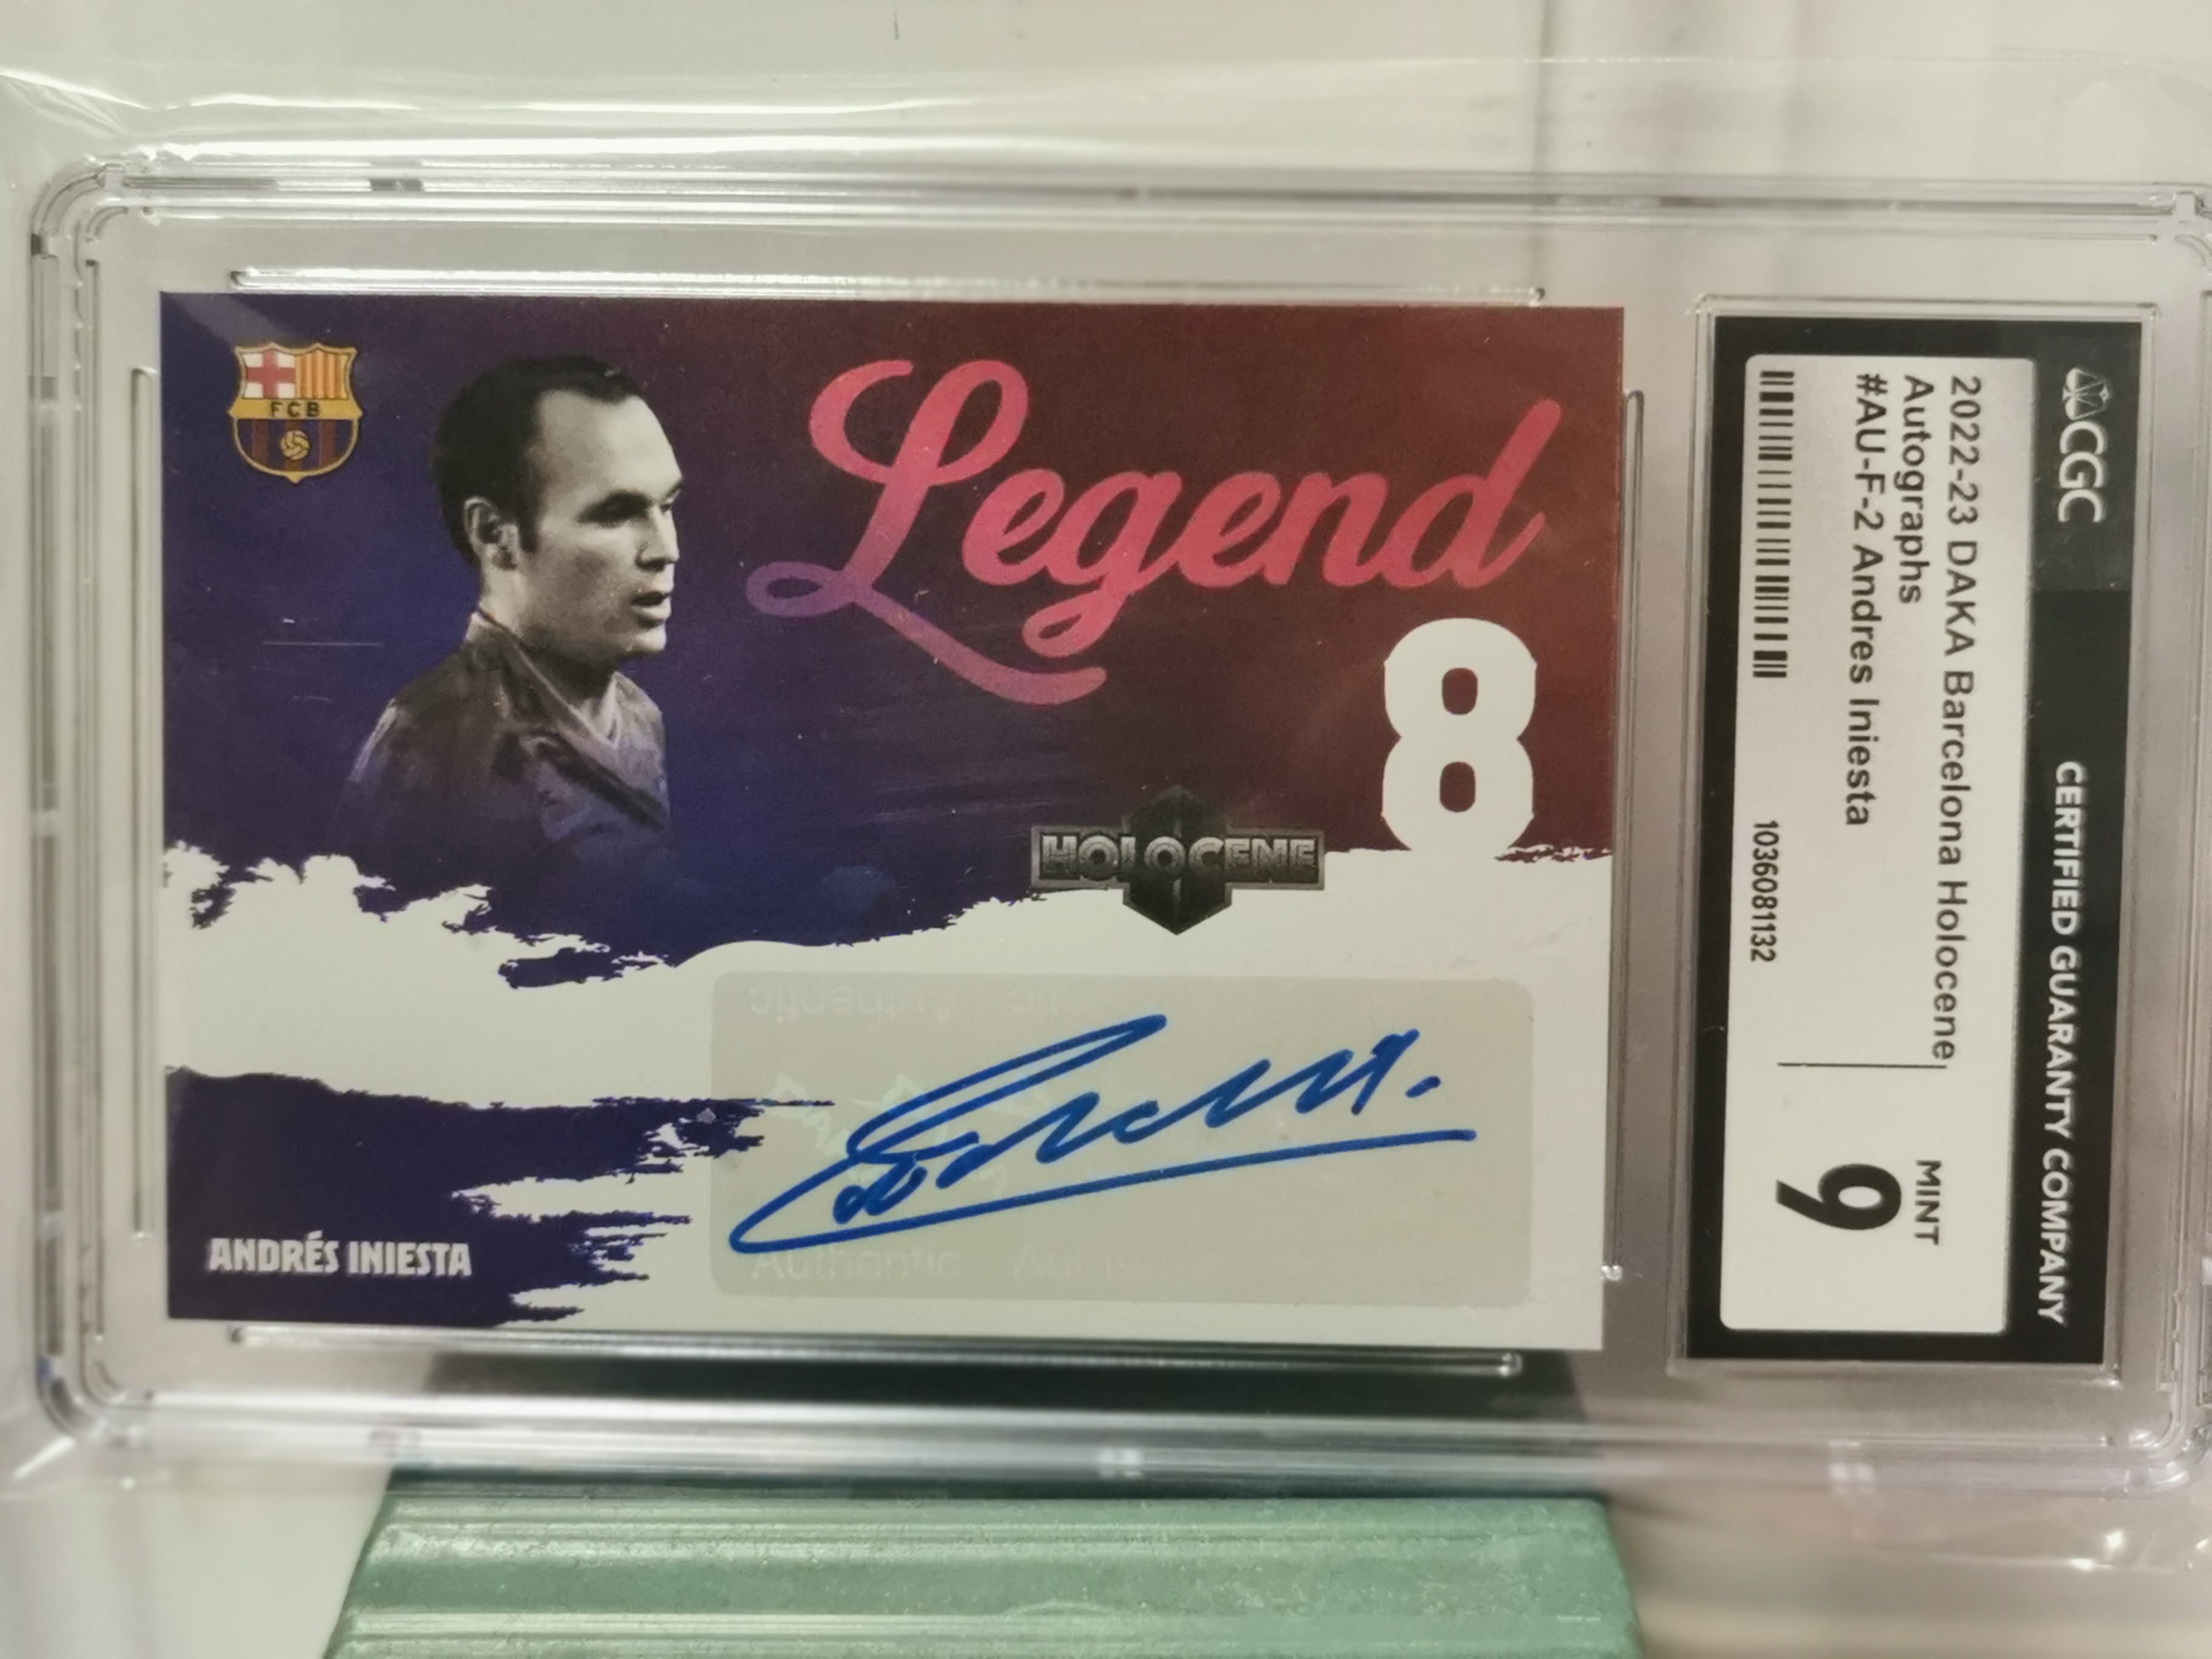 FCB
Legend
8
HOLOCENE
Authentic
ANDRÉS INIESTA
Authentic
CGC
CERTIFIED GUARANTY COMPANY
2022-23 DAKA Barcelona Holocene
Autographs
#AU-F-2 Andres Iniesta
1036081132
MINT
9